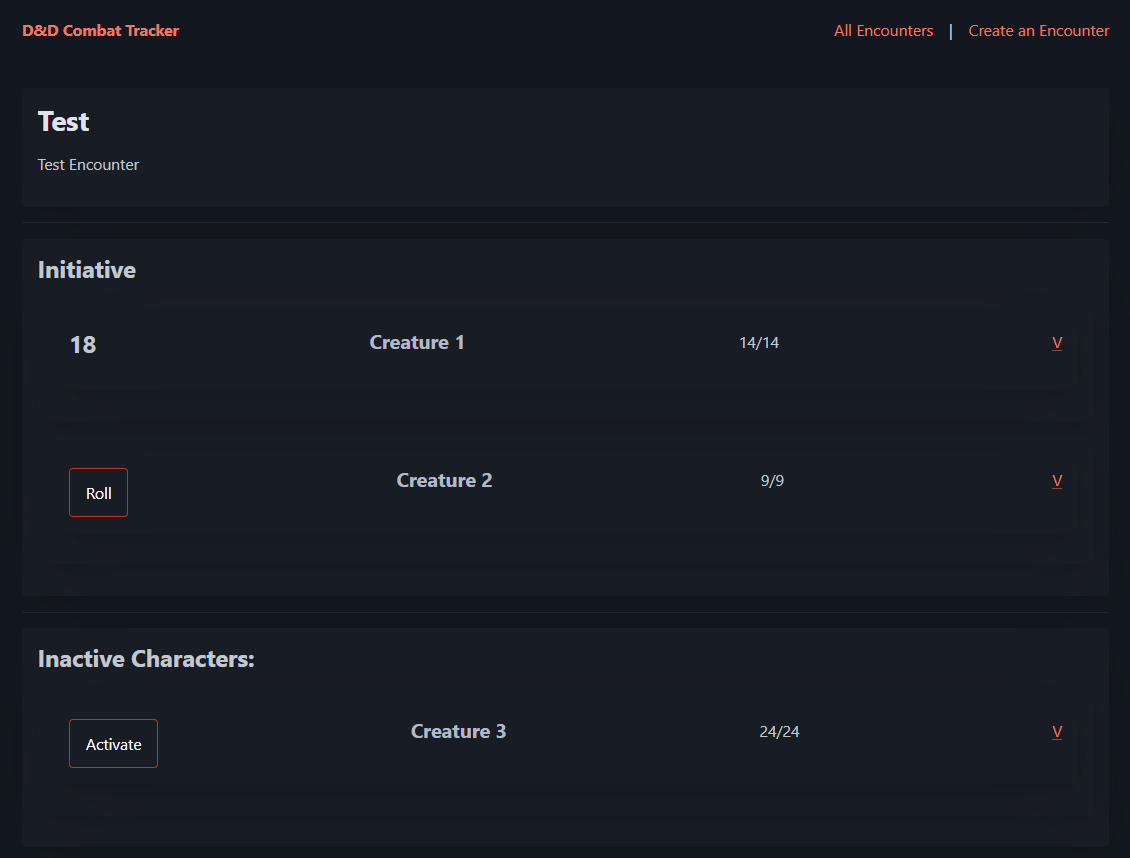 D&D Combat Tracker All Encounters | Create an Encounter
Test
Test Encounter
Initiative
18 Creature 1 14/14 V
Roll Creature 2 9/9 V
Inactive Characters:
Activate Creature 3 24/24 V